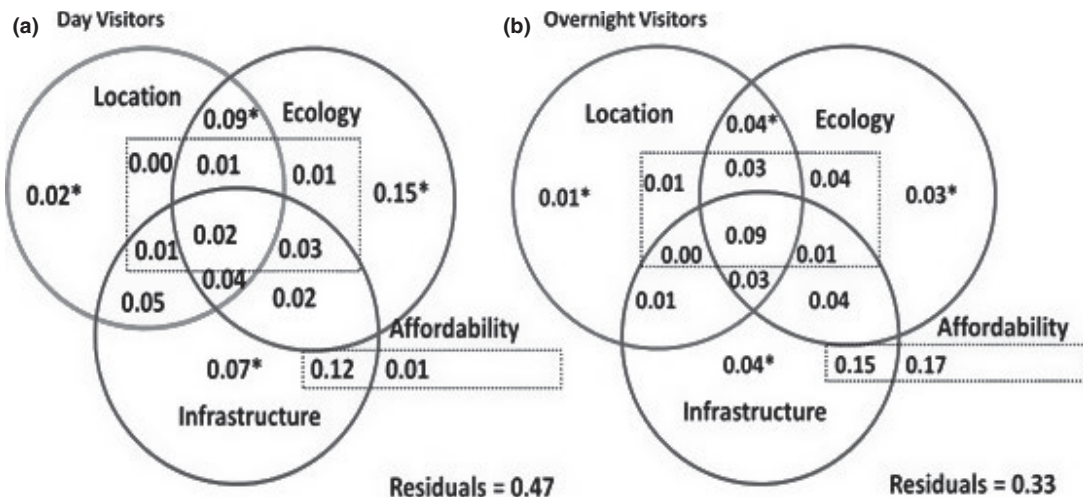 (a) Day Visitors
Location
Ecology
0.09*
0.00 0.01 0.01
0.02* 0.15*
0.01 0.02 0.03
0.04
0.05 0.02
Affordability
0.07* 0.12 0.01
Infrastructure
Residuals = 0.47
(b) Overnight Visitors
Location
Ecology
0.04*
0.01 0.03 0.04
0.01* 0.03*
0.00 0.09 0.01
0.03
0.01 0.04
Affordability
0.04* 0.15 0.17
Infrastructure
Residuals = 0.33